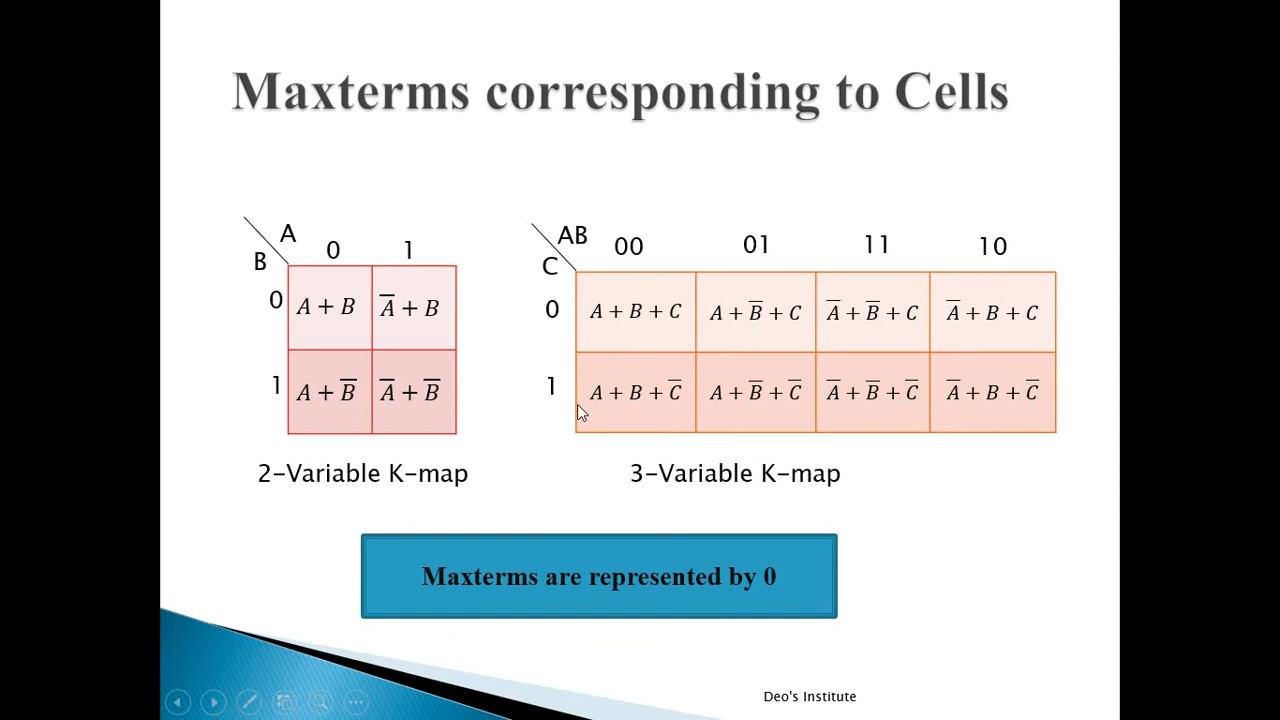 Maxterms corresponding to Cells
A
B
0 1
0 A + B A̅ + B
1 A + B̅ A̅ + B̅
2-Variable K-map
AB
C
00 01 11 10
0 A + B + C A + B̅ + C A̅ + B̅ + C A̅ + B + C
1 A + B + C̅ A + B̅ + C̅ A̅ + B̅ + C̅ A̅ + B + C̅
3-Variable K-map
Maxterms are represented by 0
Deo's Institute